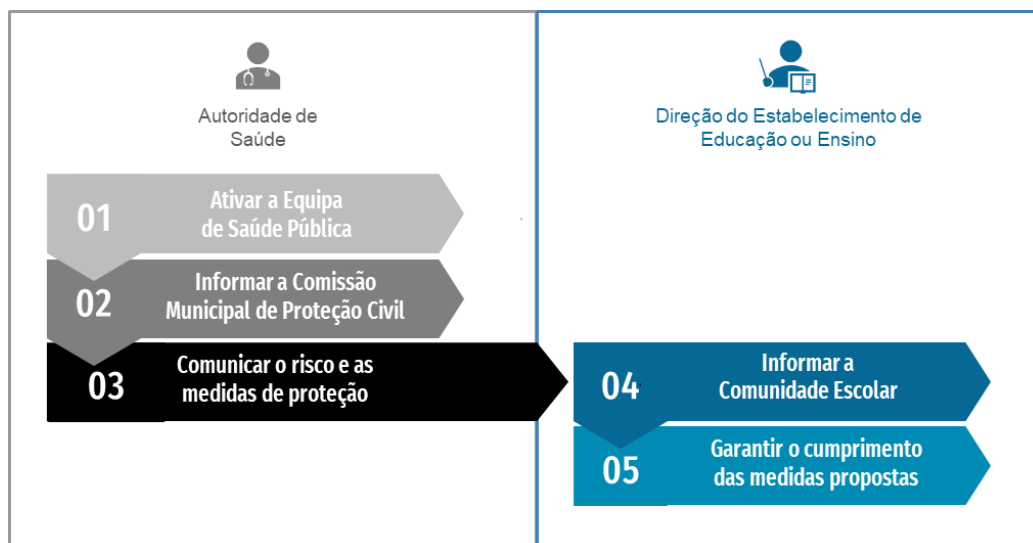 Autoridade de
Saúde
Direção do Estabelecimento de
Educação ou Ensino
01
Ativar a Equipa
de Saúde Pública
02
Informar a Comissão
Municipal de Proteção Civil
03
Comunicar o risco e as
medidas de proteção
04
Informar a
Comunidade Escolar
05
Garantir o cumprimento
das medidas propostas